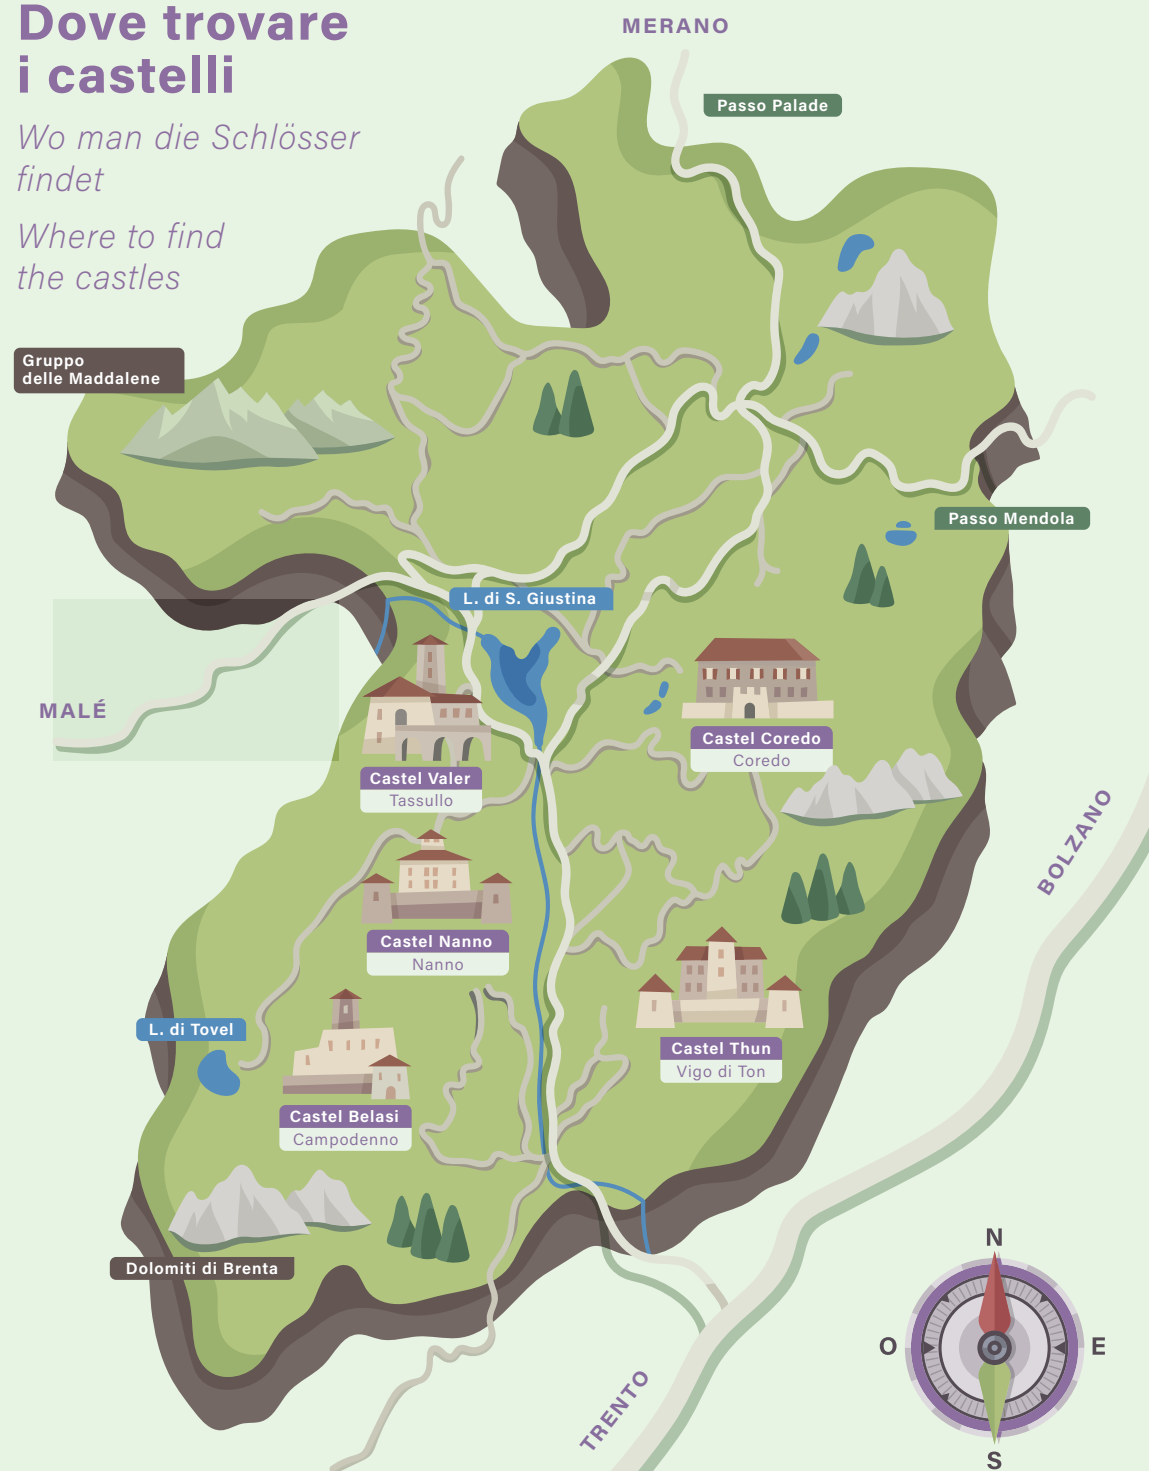 Dove trovare
i castelli
Wo man die Schlösser
findet
Where to find
the castles
MERANO
Passo Palade
Gruppo
delle Maddalene
Passo Mendola
L. di S. Giustina
MALÉ
Castel Valer
Tassullo
Castel Coredo
Coredo
BOLZANO
Castel Nanno
Nanno
L. di Tovel
Castel Thun
Vigo di Ton
Castel Belasi
Campodenno
Dolomiti di Brenta
TRENTO
N
O
E
S